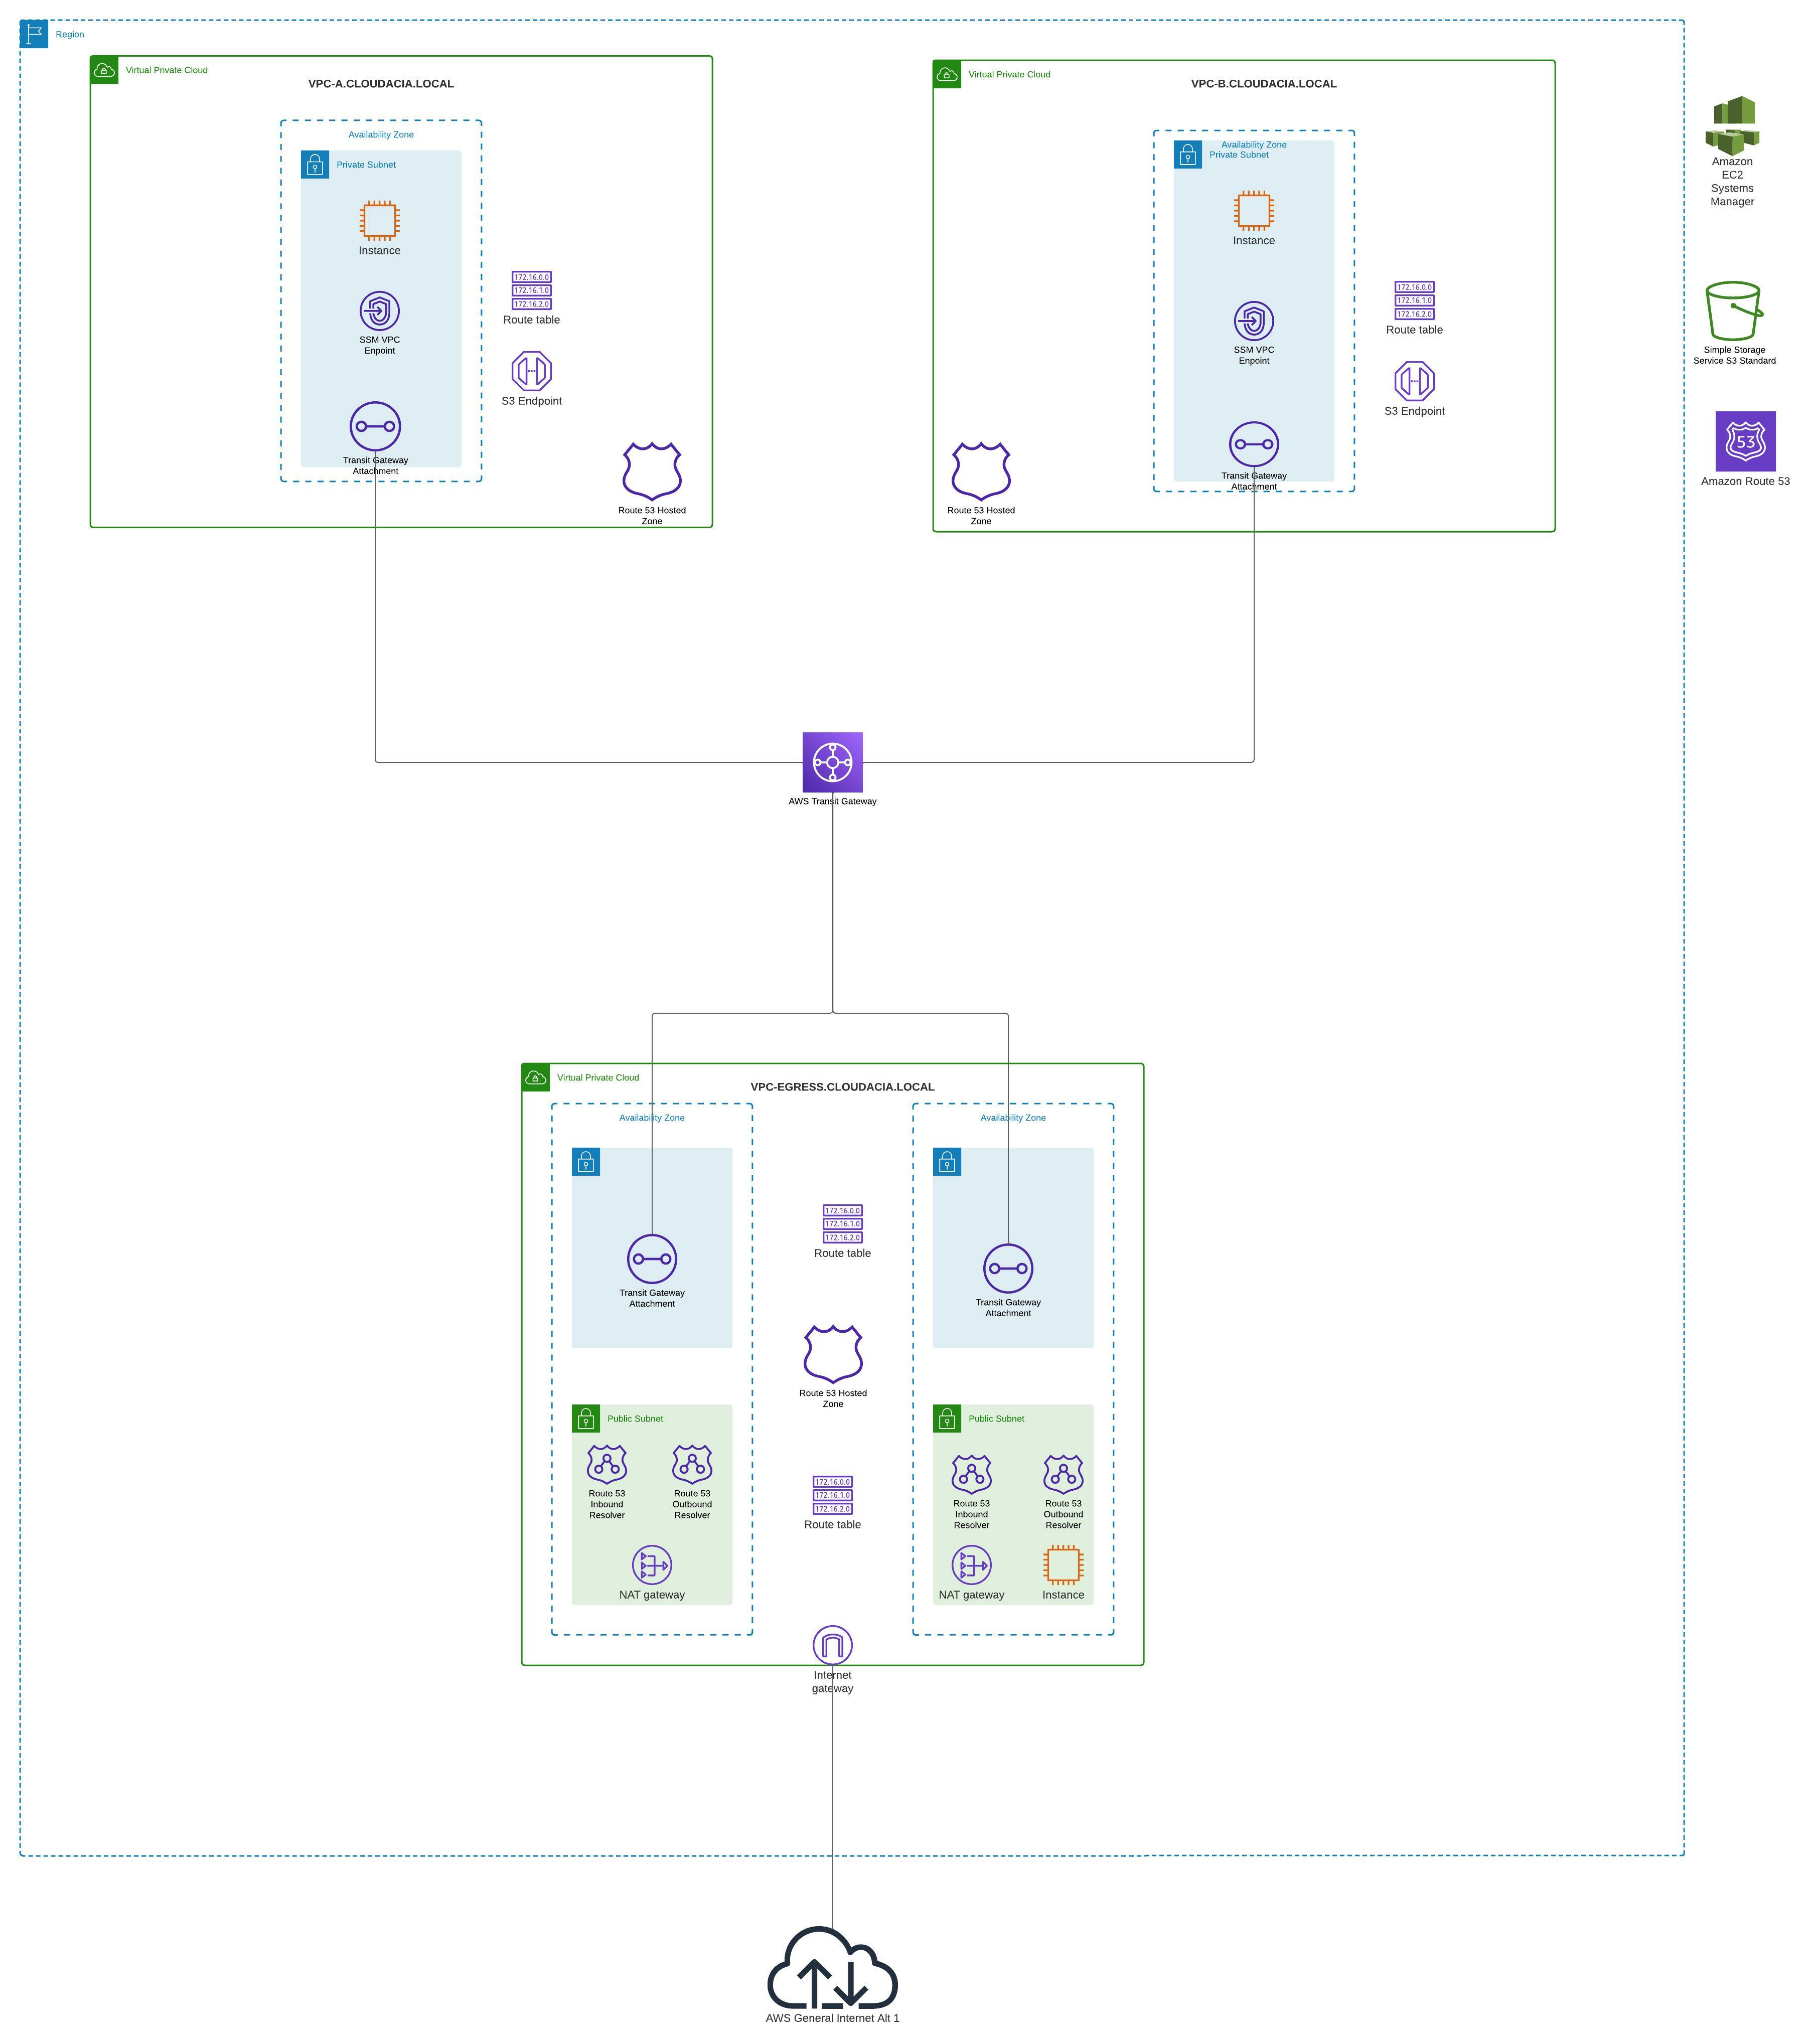 Region
Virtual Private Cloud
VPC-A.CLOUDACIA.LOCAL
Availability Zone
Private Subnet
Instance
SSM VPC
Enpoint
Transit Gateway
Attachment
172.16.0.0
172.16.1.0
172.16.2.0
Route table
S3 Endpoint
Route 53 Hosted
Zone
Virtual Private Cloud
VPC-B.CLOUDACIA.LOCAL
Availability Zone
Private Subnet
Instance
SSM VPC
Enpoint
Transit Gateway
Attachment
172.16.0.0
172.16.1.0
172.16.2.0
Route table
S3 Endpoint
Route 53 Hosted
Zone
Amazon
EC2
Systems
Manager
Simple Storage
Service S3 Standard
53
Amazon Route 53
AWS Transit Gateway
Virtual Private Cloud
VPC-EGRESS.CLOUDACIA.LOCAL
Availability Zone
Transit Gateway
Attachment
Public Subnet
Route 53
Inbound
Resolver
Route 53
Outbound
Resolver
NAT gateway
172.16.0.0
172.16.1.0
172.16.2.0
Route table
Route 53 Hosted
Zone
172.16.0.0
172.16.1.0
172.16.2.0
Route table
Availability Zone
Transit Gateway
Attachment
Public Subnet
Route 53
Inbound
Resolver
Route 53
Outbound
Resolver
NAT gateway
Instance
Internet
gateway
AWS General Internet Alt 1